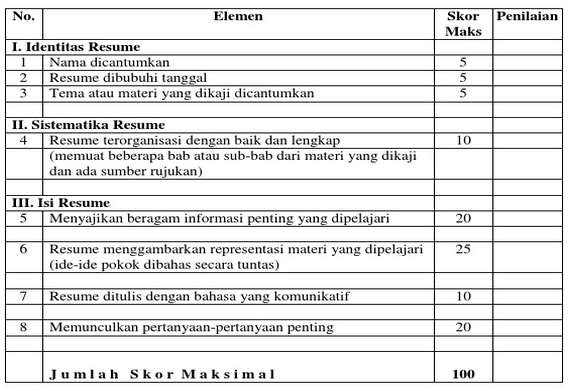 No. Elemen Skor Maks Penilaian
I. Identitas Resume
1 Nama dicantumkan 5
2 Resume dibubuhi tanggal 5
3 Tema atau materi yang dikaji dicantumkan 5
II. Sistematika Resume
4 Resume terorganisasi dengan baik dan lengkap 10
(memuat beberapa bab atau sub-bab dari materi yang dikaji
dan ada sumber rujukan)
III. Isi Resume
5 Menyajikan beragam informasi penting yang dipelajari 20
6 Resume menggambarkan representasi materi yang dipelajari 25
(ide-ide pokok dibahas secara tuntas)
7 Resume ditulis dengan bahasa yang komunikatif 10
8 Memunculkan pertanyaan-pertanyaan penting 20
J u m l a h S k o r M a k s i m a l 100